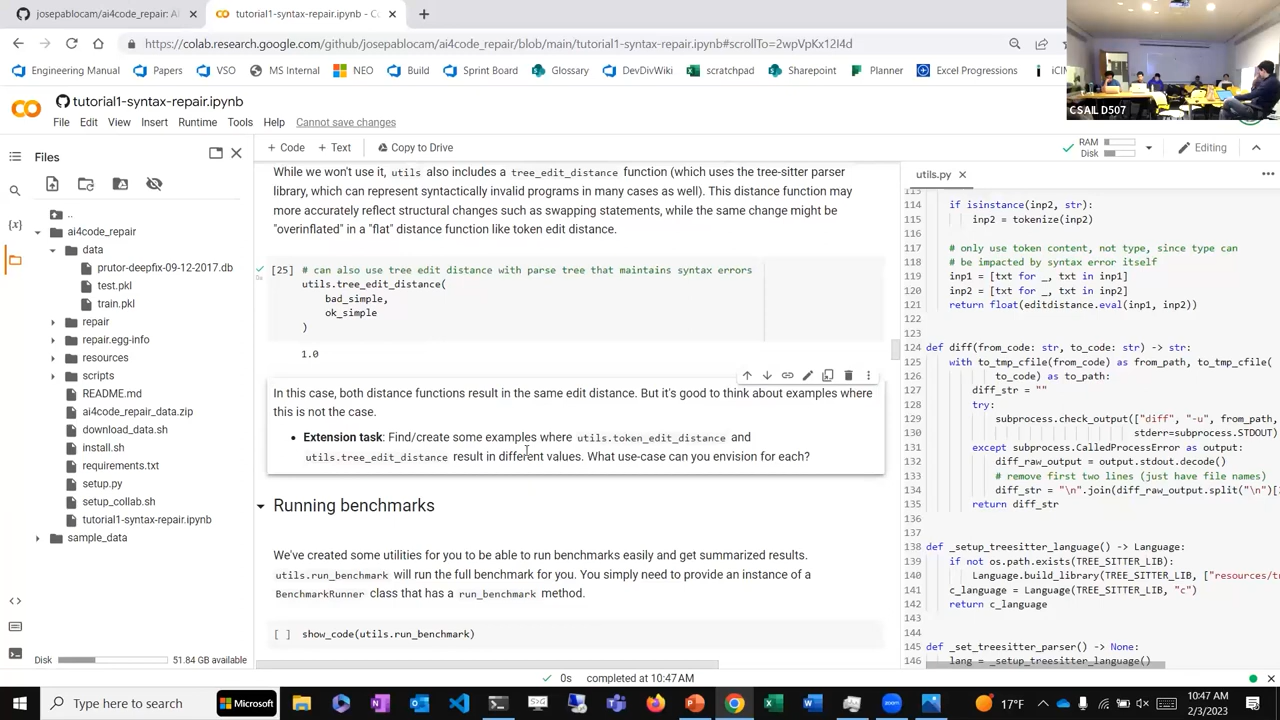 josepablocam/ai4code_repair: A
tutorial1-syntax-repair.ipynb - Co
https://colab.research.google.com/github/josepablocam/ai4code_repair/blob/main/tutorial1-syntax-repair.ipynb#scrollTo=2wpVpKx12I4d
Engineering Manual
Papers
VSO
MS Internal
NEO
Build
Sprint Board
Glossary
DevDivWiki
scratchpad
Sharepoint
Planner
Excel Progressions
CSAIL D507
tutorial1-syntax-repair.ipynb
File Edit View Insert Runtime Tools Help Cannot save changes
Files
+ Code + Text Copy to Drive
RAM
Disk
Editing
..
ai4code_repair
data
prutor-deepfix-09-12-2017.db
test.pkl
train.pkl
repair
repair.egg-info
resources
scripts
README.md
ai4code_repair_data.zip
download_data.sh
install.sh
requirements.txt
setup.py
setup_collab.sh
tutorial1-syntax-repair.ipynb
sample_data
Disk
51.84 GB available
While we won't use it, utils also includes a tree_edit_distance function (which uses the tree-sitter parser
library, which can represent syntactically invalid programs in many cases as well). This distance function may
more accurately reflect structural changes such as swapping statements, while the same change might be
"overinflated" in a "flat" distance function like token edit distance.
[25] # can also use tree edit distance with parse tree that maintains syntax errors
utils.tree_edit_distance(
bad_simple,
ok_simple
)
1.0
In this case, both distance functions result in the same edit distance. But it's good to think about examples where
this is not the case.
• Extension task: Find/create some examples where utils.token_edit_distance and
utils.tree_edit_distance result in different values. What use-case can you envision for each?
Running benchmarks
We've created some utilities for you to be able to run benchmarks easily and get summarized results.
utils.run_benchmark will run the full benchmark for you. You simply need to provide an instance of a
BenchmarkRunner class that has a run_benchmark method.
[ ] show_code(utils.run_benchmark)
utils.py
113
114 if isinstance(inp2, str):
115 inp2 = tokenize(inp2)
116
117 # only use token content, not type, since type can
118 # be impacted by syntax error itself
119 inp1 = [txt for _, txt in inp1]
120 inp2 = [txt for _, txt in inp2]
121 return float(editdistance.eval(inp1, inp2))
122
123
124 def diff(from_code: str, to_code: str) -> str:
125 with to_tmp_cfile(from_code) as from_path, to_tmp_cfile(
126 to_code) as to_path:
127 diff_str = ""
128 try:
129 subprocess.check_output(["diff", "-u", from_path,
130 stderr=subprocess.STDOUT)
131 except subprocess.CalledProcessError as output:
132 diff_raw_output = output.stdout.decode()
133 # remove first two lines (just have file names)
134 diff_str = "\n".join(diff_raw_output.split("\n")[
135 return diff_str
136
137
138 def _setup_treesitter_language() -> Language:
139 if not os.path.exists(TREE_SITTER_LIB):
140 Language.build_library(TREE_SITTER_LIB, ["resources/t
141 c_language = Language(TREE_SITTER_LIB, "c")
142 return c_language
143
144
145 def _set_treesitter_parser() -> None:
146 lang = _setup_treesitter_language()
0s completed at 10:47AM
Type here to search
Microsoft
17°F
10:47 AM
2/3/2023